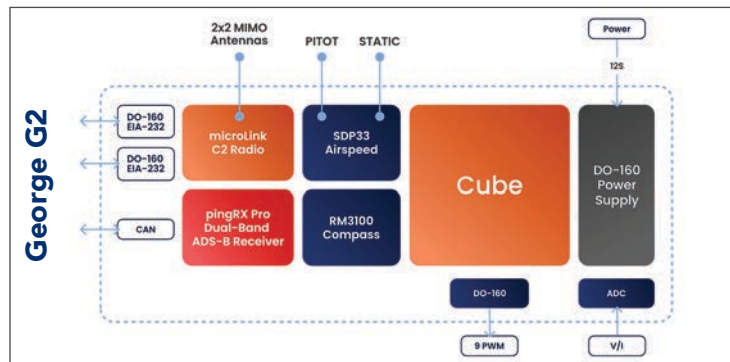 George G2
2x2 MIMO
Antennas
PITOT
STATIC
Power
12S
DO-160
EIA-232
DO-160
EIA-232
CAN
microLink
C2 Radio
SDP33
Airspeed
pingRX Pro
Dual-Band
ADS-B Receiver
RM3100
Compass
Cube
DO-160
Power
Supply
DO-160
ADC
9 PWM
V/I